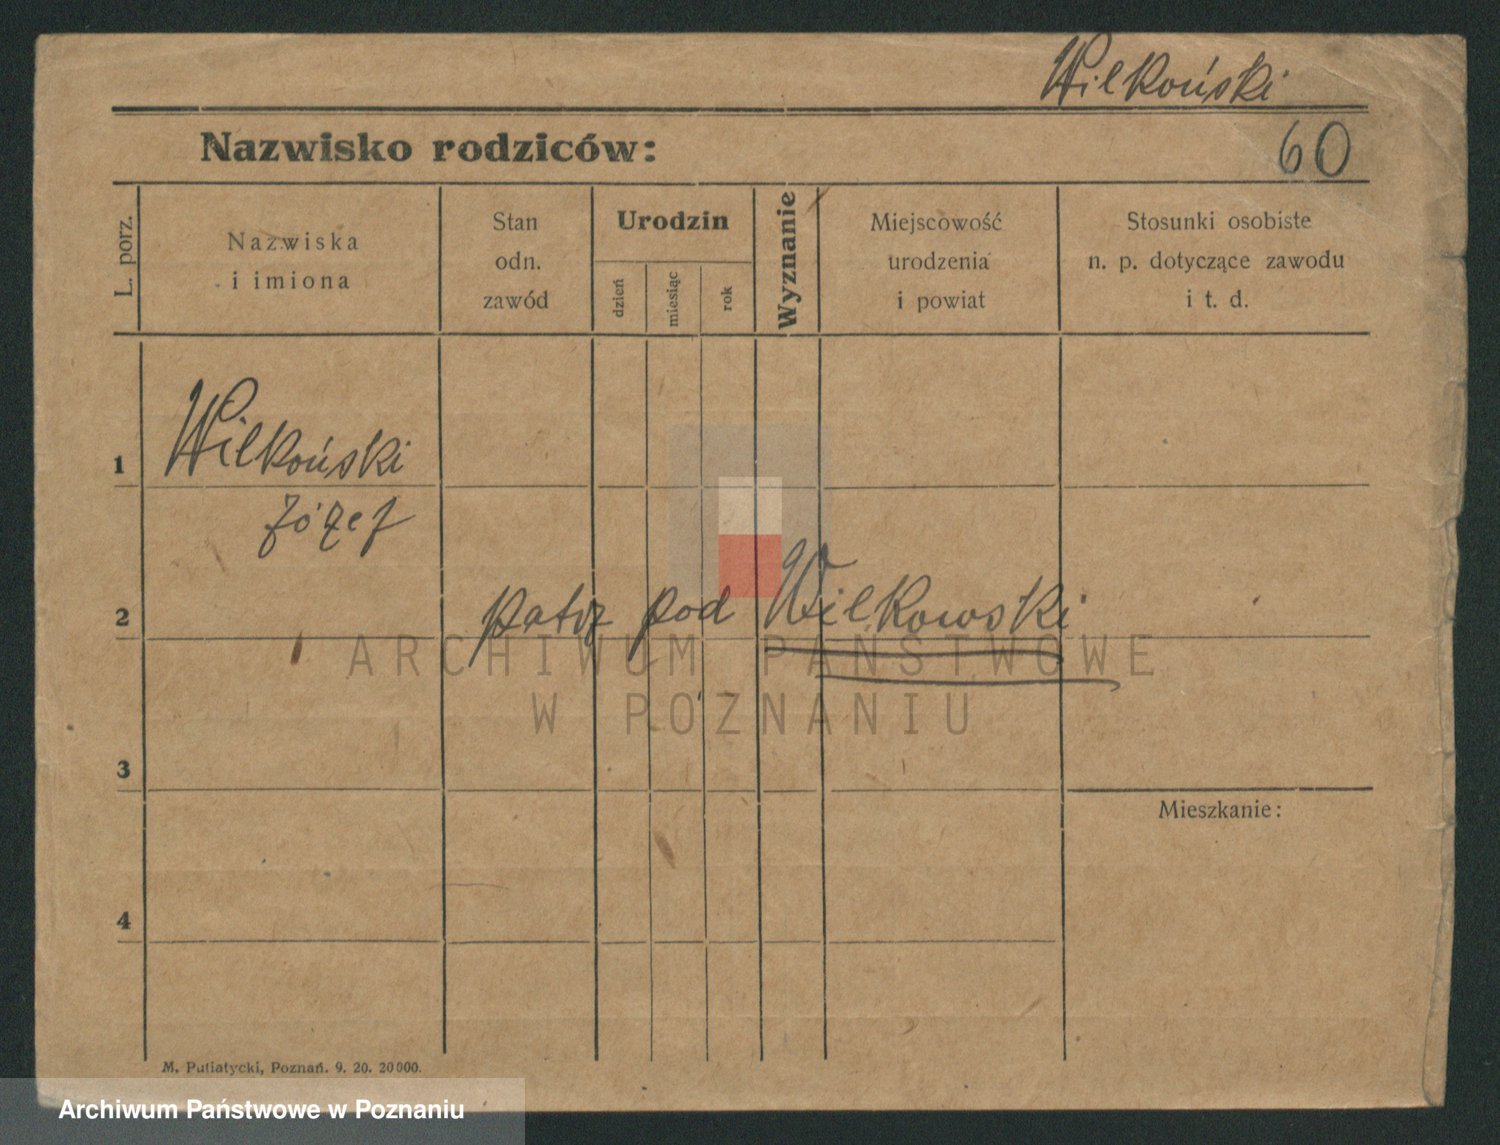 Wilkoński
Nazwisko rodziców:
60
L. porz.
Nazwiska
i imiona
Stan
odn.
zawód
Urodzin
dzień
miesiąc
rok
Wyznanie
Miejscowość
urodzenia
i powiat
Stosunki osobiste
n. p. dotyczące zawodu
i t. d.
1
Wilkoński
Józef
2
patrz pod Wilkowski
ARCHIWUM PAŃSTWOWE
W POZNANIU
3
Mieszkanie:
4
M. Putiatycki, Poznań. 9. 20. 20000.
Archiwum Państwowe w Poznaniu